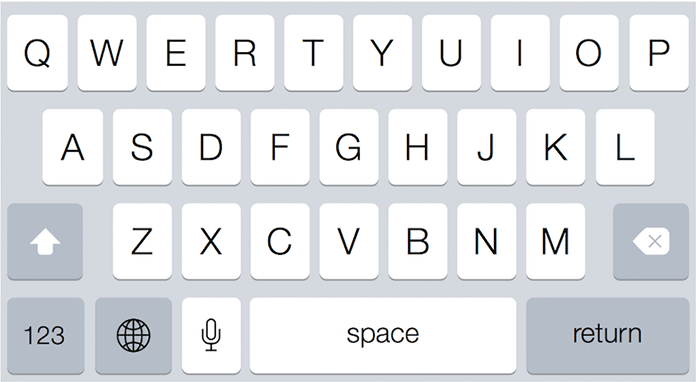 Q W E R T Y U I O P
A S D F G H J K L
Z X C V B N M
123 space return